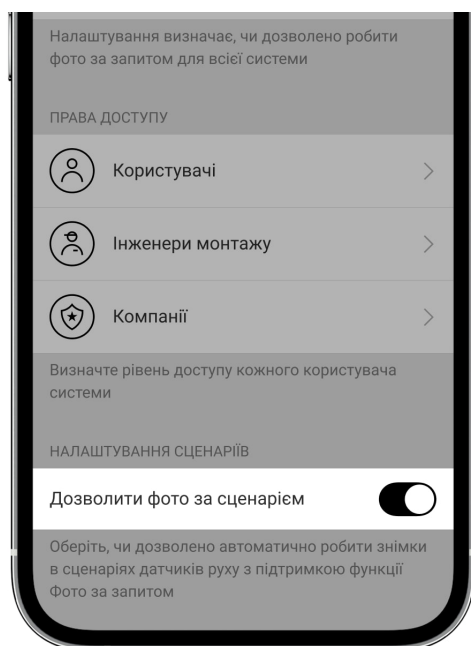 Налаштування визначає, чи дозволено робити
фото за запитом для всієї системи
ПРАВА ДОСТУПУ
Користувачі
Інженери монтажу
Компанії
Визначте рівень доступу кожного користувача
системи
НАЛАШТУВАННЯ СЦЕНАРІЇВ
Дозволити фото за сценарієм
Оберіть, чи дозволено автоматично робити знімки
в сценаріях датчиків руху з підтримкою функції
Фото за запитом